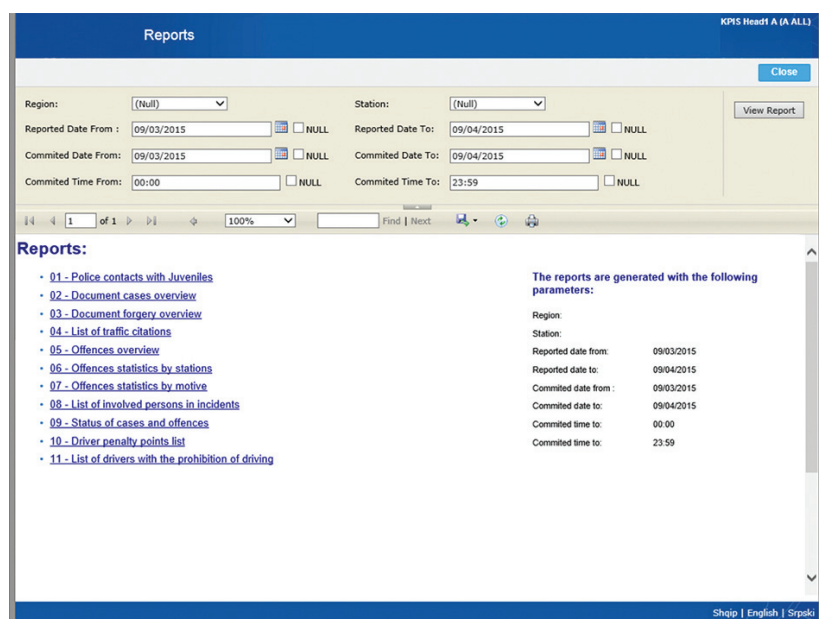 KPIS Head1 A (A ALL)
Reports
Close
Region: (Null) Station: (Null)
View Report
Reported Date From : 09/03/2015 NULL Reported Date To: 09/04/2015 NULL
Commited Date From: 09/03/2015 NULL Commited Date To: 09/04/2015 NULL
Commited Time From: 00:00 NULL Commited Time To: 23:59 NULL
1 of 1 100% Find | Next
Reports:
01 - Police contacts with Juveniles
02 - Document cases overview
03 - Document forgery overview
04 - List of traffic citations
05 - Offences overview
06 - Offences statistics by stations
07 - Offences statistics by motive
08 - List of involved persons in incidents
09 - Status of cases and offences
10 - Driver penalty points list
11 - List of drivers with the prohibition of driving
The reports are generated with the following
parameters:
Region:
Station:
Reported date from: 09/03/2015
Reported date to: 09/04/2015
Commited date from : 09/03/2015
Commited date to: 09/04/2015
Commited time to: 00:00
Commited time to: 23:59
Shqip | English | Srpski